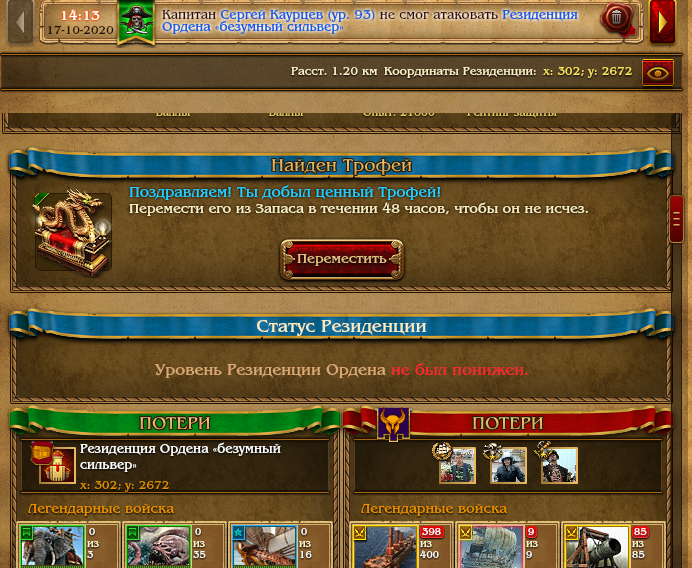 14:13
17-10-2020
Капитан Сергей Каурцев (ур. 93) не смог атаковать Резиденция
Ордена «безумный сильвер»
Расст. 1.20 км Координаты Резиденции: x: 302; y: 2672
Найден Трофей
Поздравляем! Ты добыл ценный Трофей!
Перемести его из Запаса в течении 48 часов, чтобы он не исчез.
Переместить
Статус Резиденции
Уровень Резиденции Ордена не был понижен.
ПОТЕРИ
Резиденция Ордена «безумный
сильвер»
x: 302; y: 2672
Легендарные войска
0
из
3
0
из
35
0
из
16
ПОТЕРИ
Легендарные войска
398
из
400
9
из
9
85
из
85